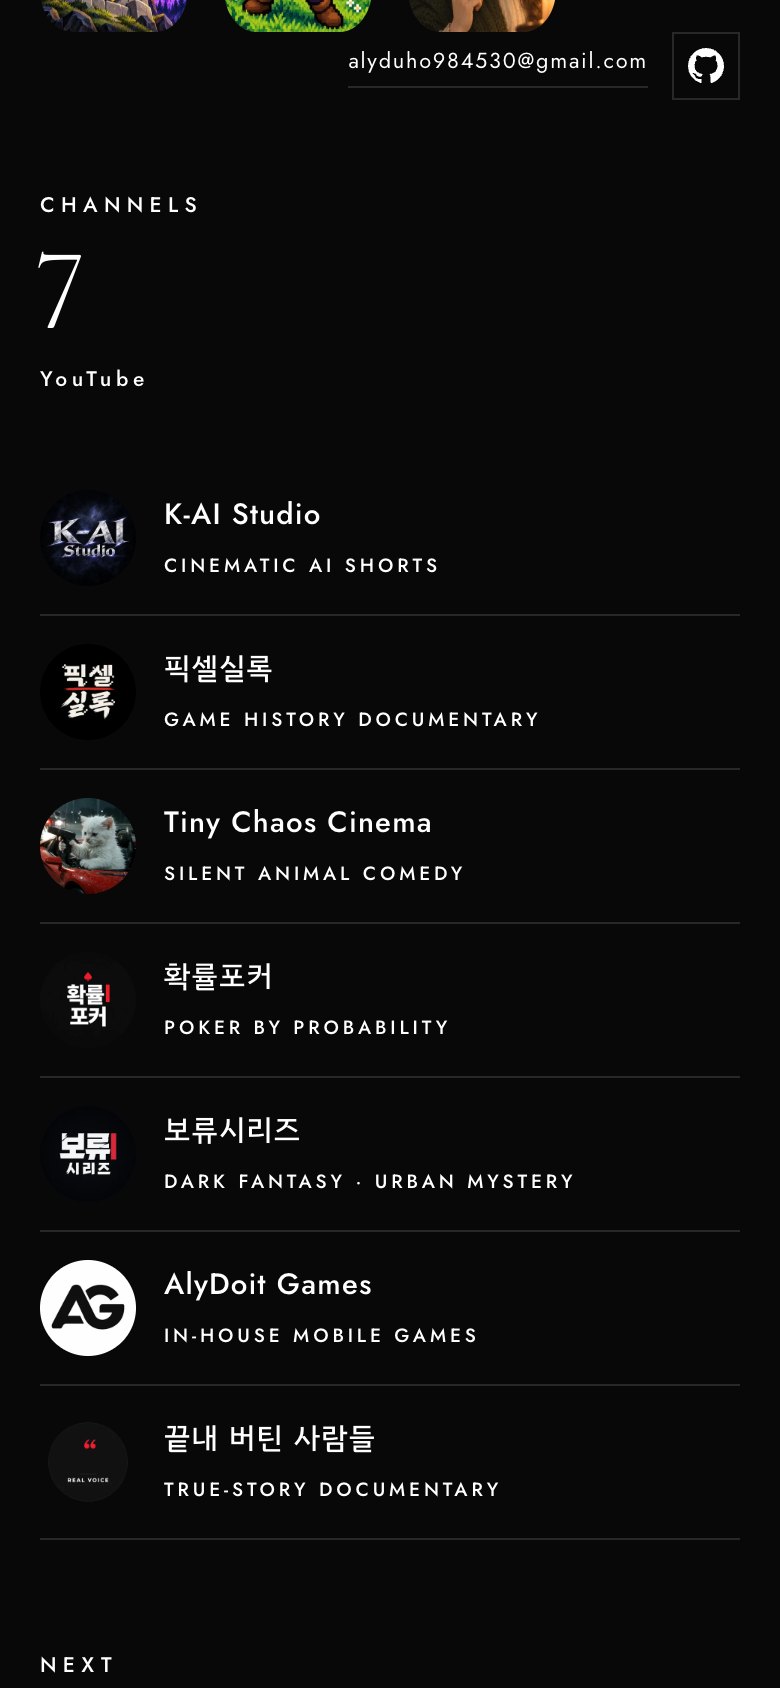 alyduho984530@gmail.com
CHANNELS
7
YouTube
K-AI
Studio
K-AI Studio
CINEMATIC AI SHORTS
픽셀
실록
픽셀실록
GAME HISTORY DOCUMENTARY
Tiny Chaos Cinema
SILENT ANIMAL COMEDY
확률
포커
확률포커
POKER BY PROBABILITY
보류
시리즈
보류시리즈
DARK FANTASY · URBAN MYSTERY
AG
AlyDoit Games
IN-HOUSE MOBILE GAMES
“
REAL VOICE
끝내 버틴 사람들
TRUE-STORY DOCUMENTARY
NEXT